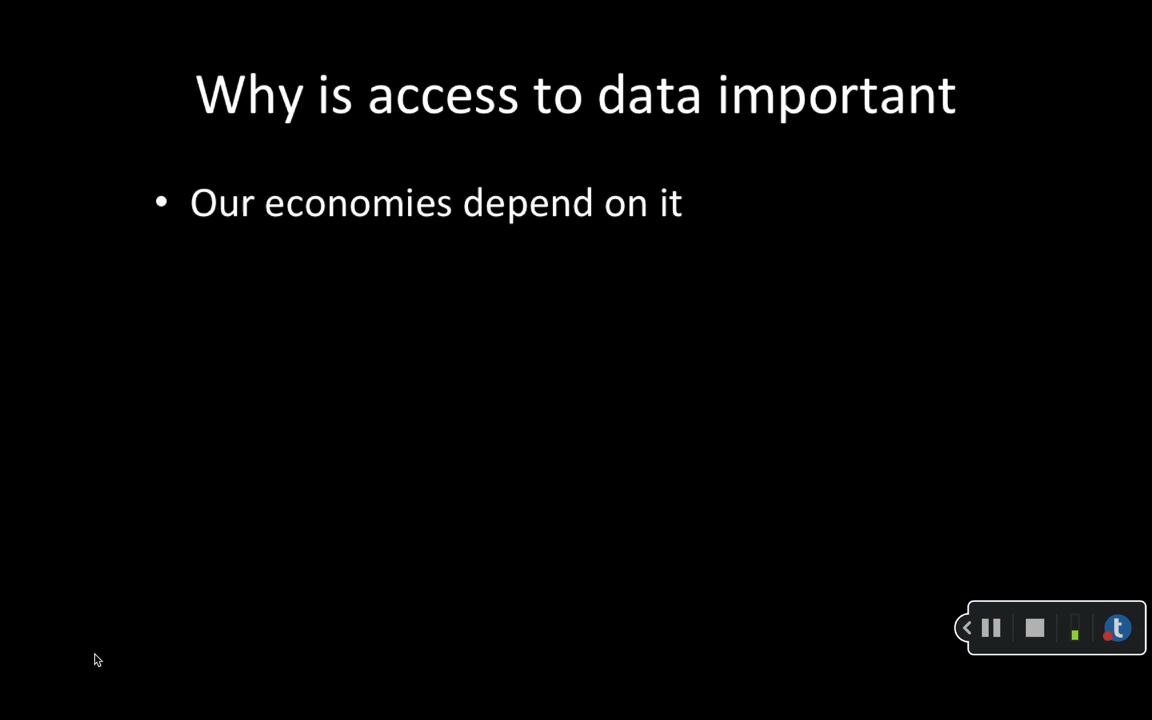 Why is access to data important
• Our economies depend on it
t